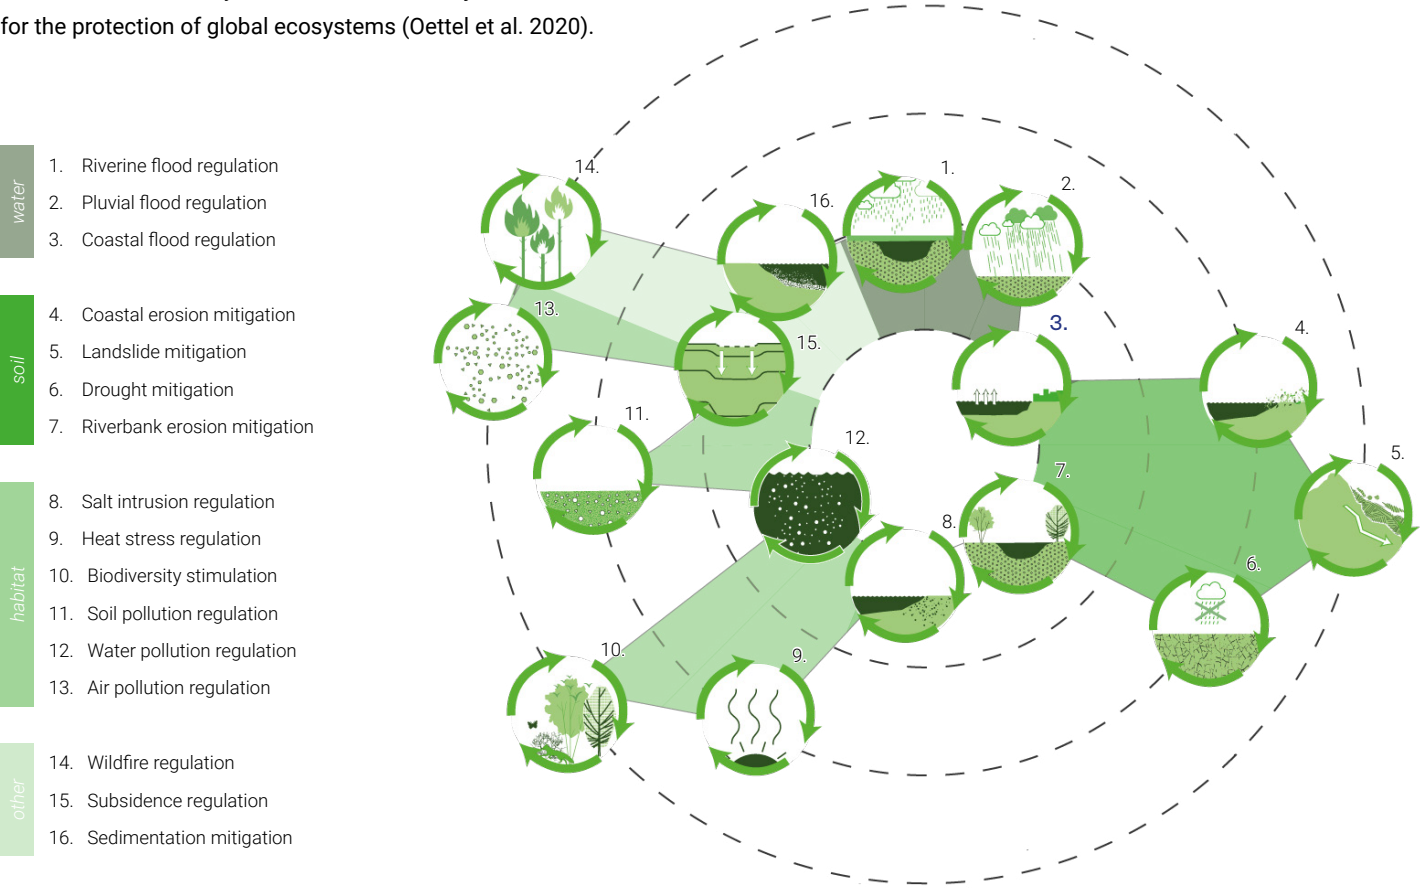 for the protection of global ecosystems (Oettel et al. 2020).
water
1. Riverine flood regulation
2. Pluvial flood regulation
3. Coastal flood regulation
soil
4. Coastal erosion mitigation
5. Landslide mitigation
6. Drought mitigation
7. Riverbank erosion mitigation
habitat
8. Salt intrusion regulation
9. Heat stress regulation
10. Biodiversity stimulation
11. Soil pollution regulation
12. Water pollution regulation
13. Air pollution regulation
other
14. Wildfire regulation
15. Subsidence regulation
16. Sedimentation mitigation
14.
1.
2.
16.
13.
3.
4.
15.
11.
12.
5.
7.
8.
6.
10.
9.